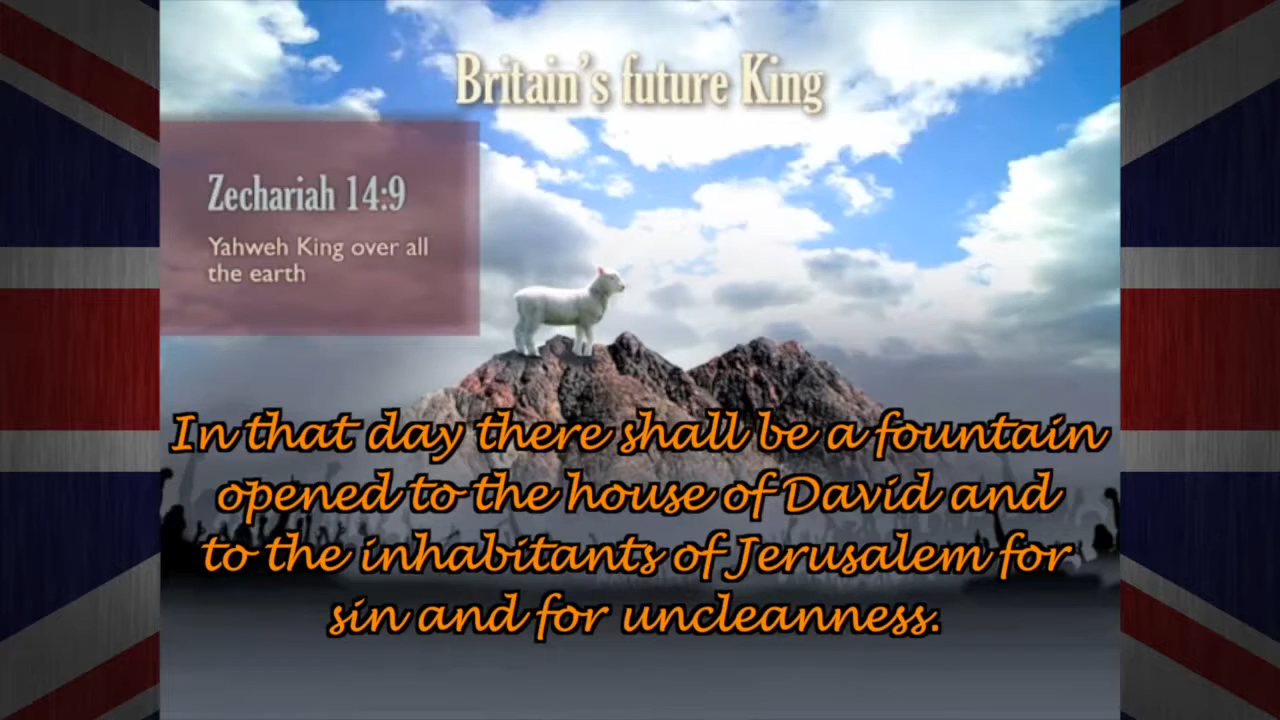 Britain's future King
Zechariah 14:9
Yahweh King over all
the earth
In that day there shall be a fountain
opened to the house of David and
to the inhabitants of Jerusalem for
sin and for uncleanness.